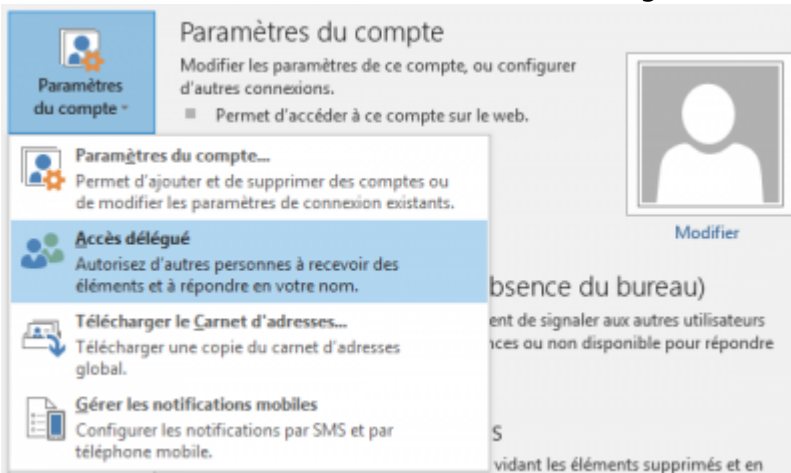 Paramètres du compte
Modifier les paramètres de ce compte, ou configurer
d'autres connexions.
Permet d'accéder à ce compte sur le web.
Paramètres
du compte
Modifier
Paramètres du compte...
Permet d'ajouter et de supprimer des comptes ou
de modifier les paramètres de connexion existants.
Accès délégué
Autorisez d'autres personnes à recevoir des
éléments et à répondre en votre nom.
Télécharger le Carnet d'adresses...
Télécharger une copie du carnet d'adresses
global.
Gérer les notifications mobiles
Configurer les notifications par SMS et par
téléphone mobile.
bsence du bureau)
ent de signaler aux autres utilisateurs
nces ou non disponible pour répondre
s
vidant les éléments supprimés et en